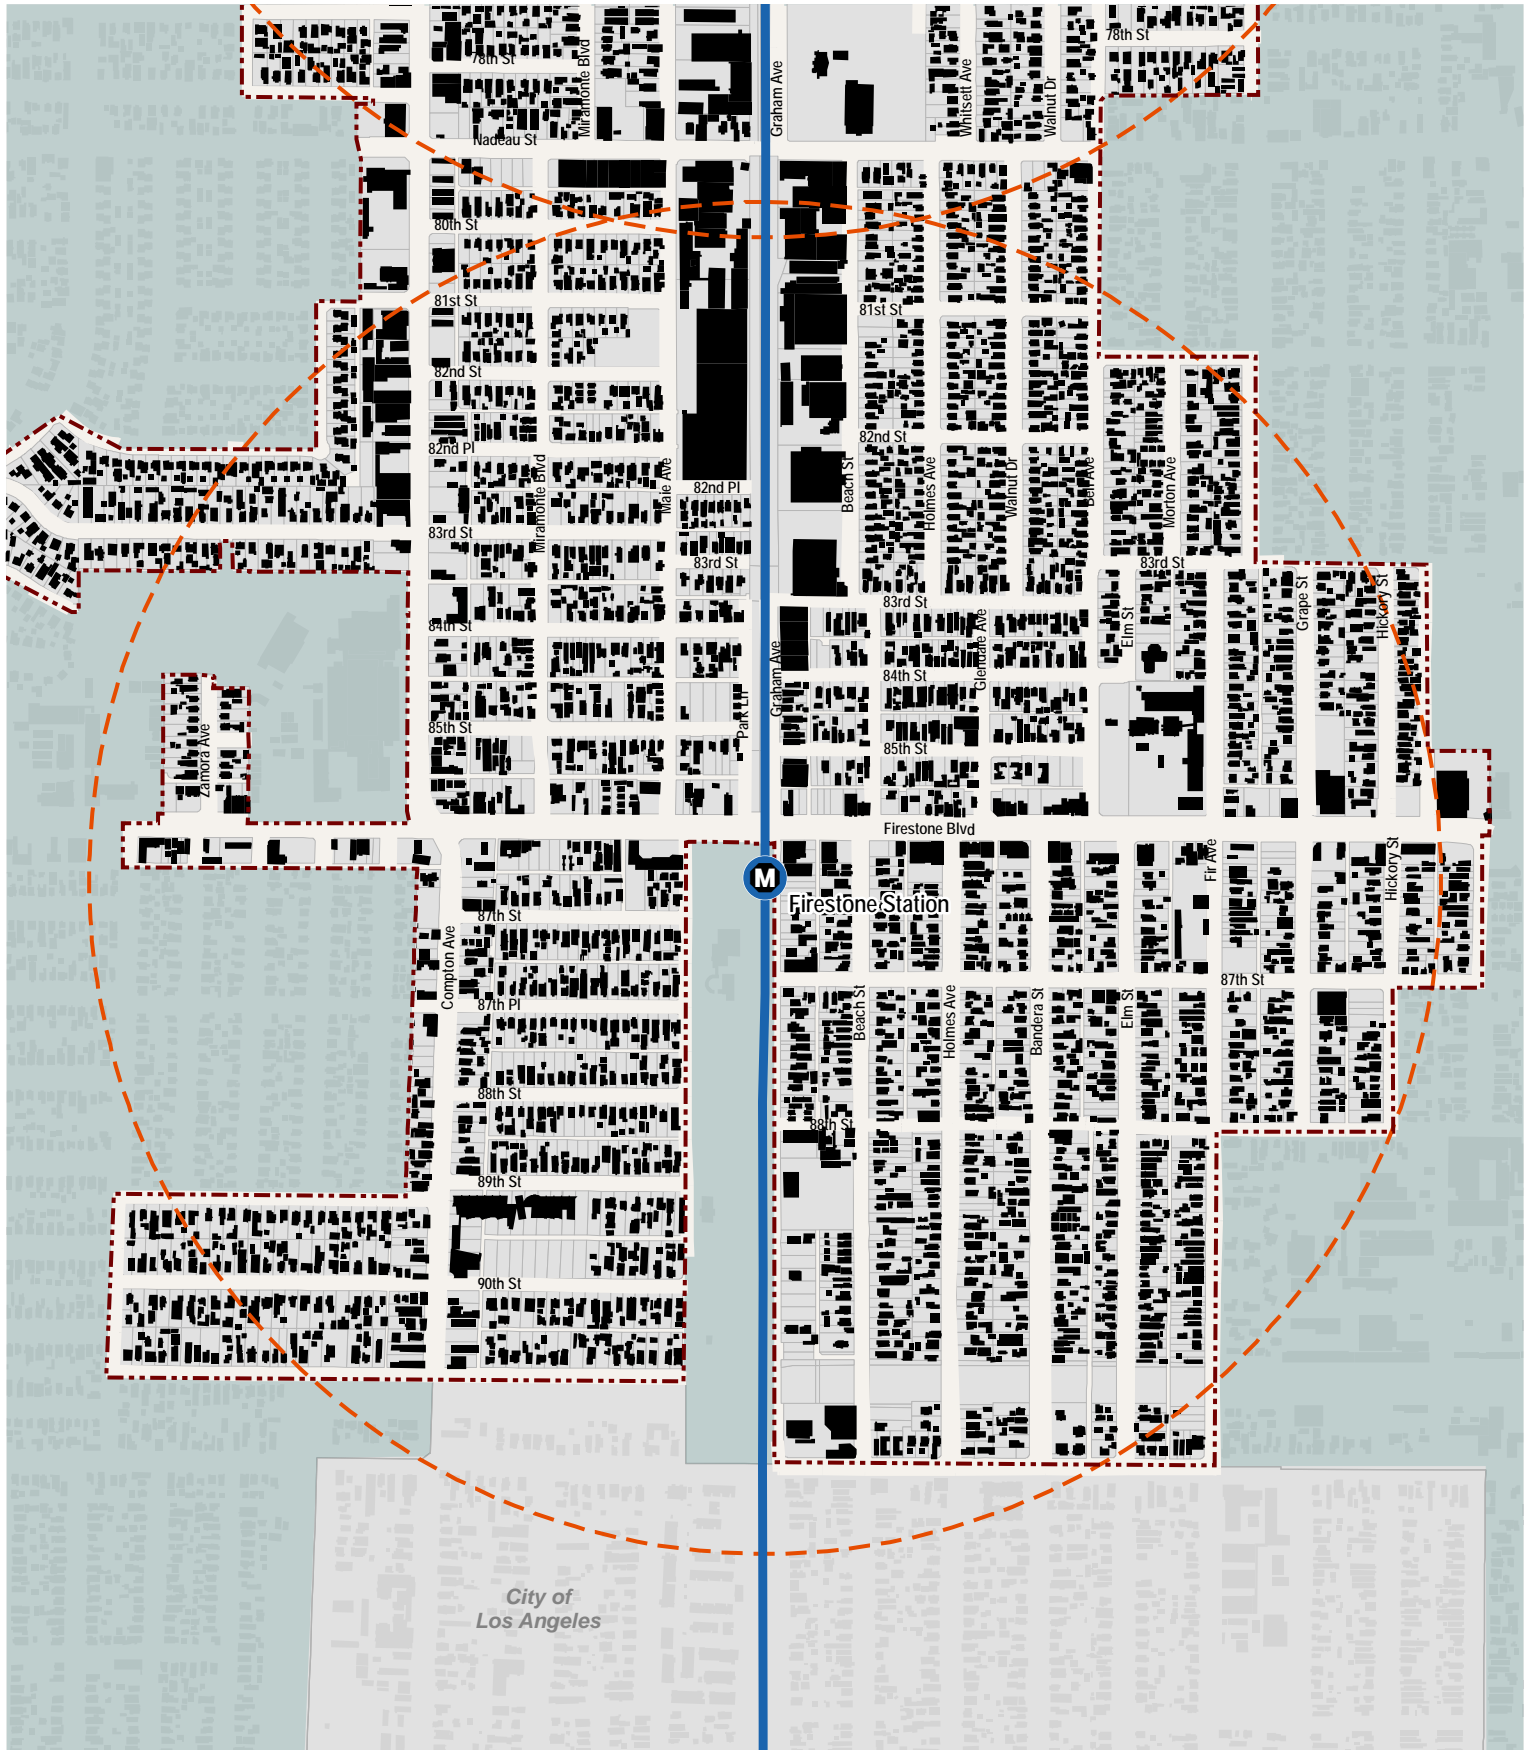 78th St
78th St
Miramonte Blvd
Graham Ave
Whitsett Ave
Walnut Dr
Nadeau St
80th St
81st St
81st St
82nd St
82nd St
82nd Pl
82nd Pl
Miramonte Blvd
Maie Ave
Beach St
Holmes Ave
Walnut Dr
Bell Ave
Morton Ave
83rd St
83rd St
83rd St
83rd St
Grape St
Hickory St
84th St
Elm St
Glendale Ave
84th St
Graham Ave
Park Ln
85th St
85th St
Zamora Ave
Firestone Blvd
Fir Ave
Hickory St
M
Firestone Station
87th St
Compton Ave
87th St
87th Pl
Beach St
Holmes Ave
Bandera St
Elm St
88th St
88th St
89th St
90th St
City of
Los Angeles